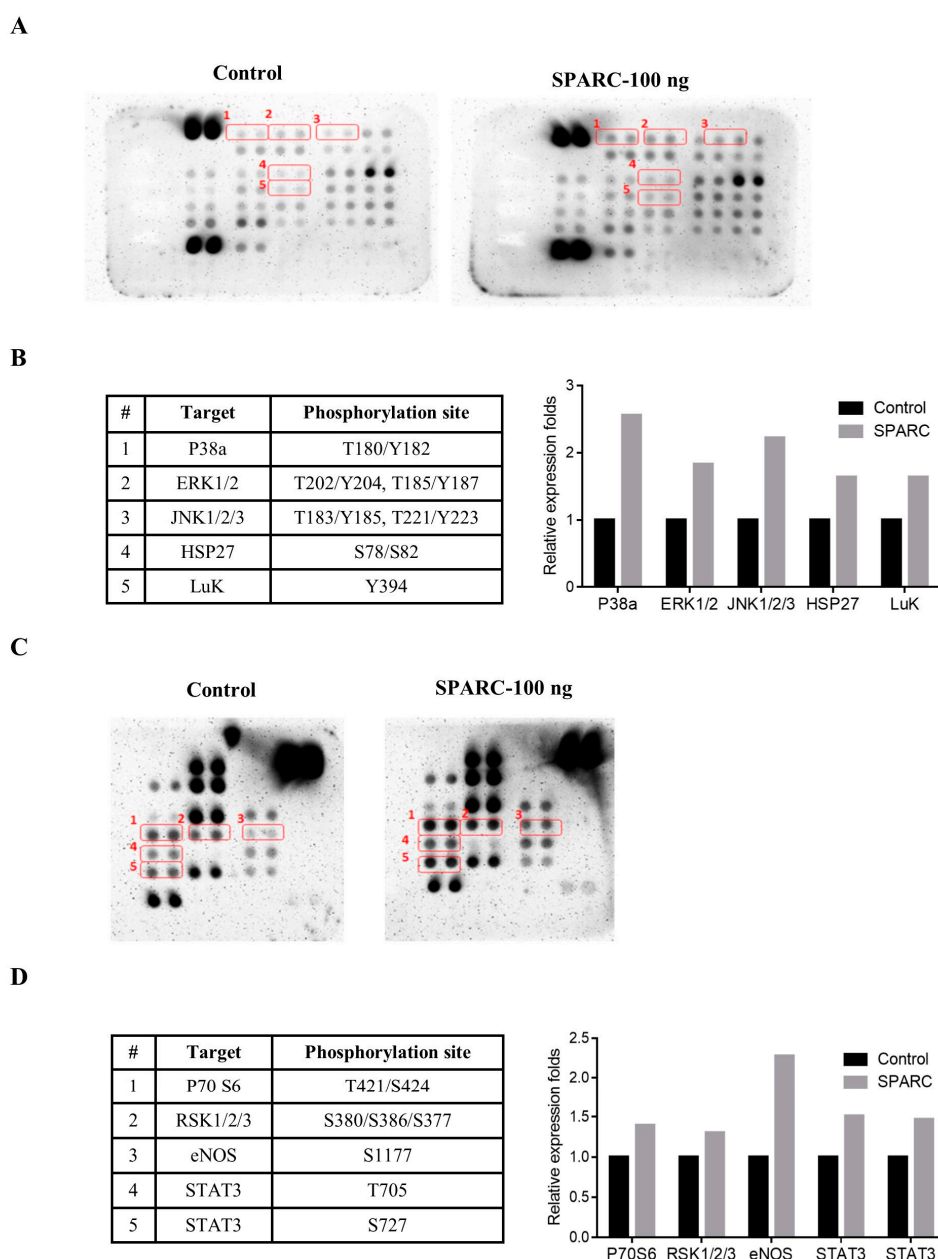 A
Control
SPARC-100 ng
1 2 3
4
5
1 2 3
4
5
B
# Target Phosphorylation site
1 P38a T180/Y182
2 ERK1/2 T202/Y204, T185/Y187
3 JNK1/2/3 T183/Y185, T221/Y223
4 HSP27 S78/S82
5 LuK Y394
Relative expression folds
3
2
1
0
Control
SPARC
P38a ERK1/2 JNK1/2/3 HSP27 LuK
C
Control
SPARC-100 ng
1 2 3
4
5
1 2 3
4
5
D
# Target Phosphorylation site
1 P70 S6 T421/S424
2 RSK1/2/3 S380/S386/S377
3 eNOS S1177
4 STAT3 T705
5 STAT3 S727
Relative expression folds
2.5
2.0
1.5
1.0
0.5
0.0
Control
SPARC
P70S6 RSK1/2/3 eNOS STAT3 STAT3